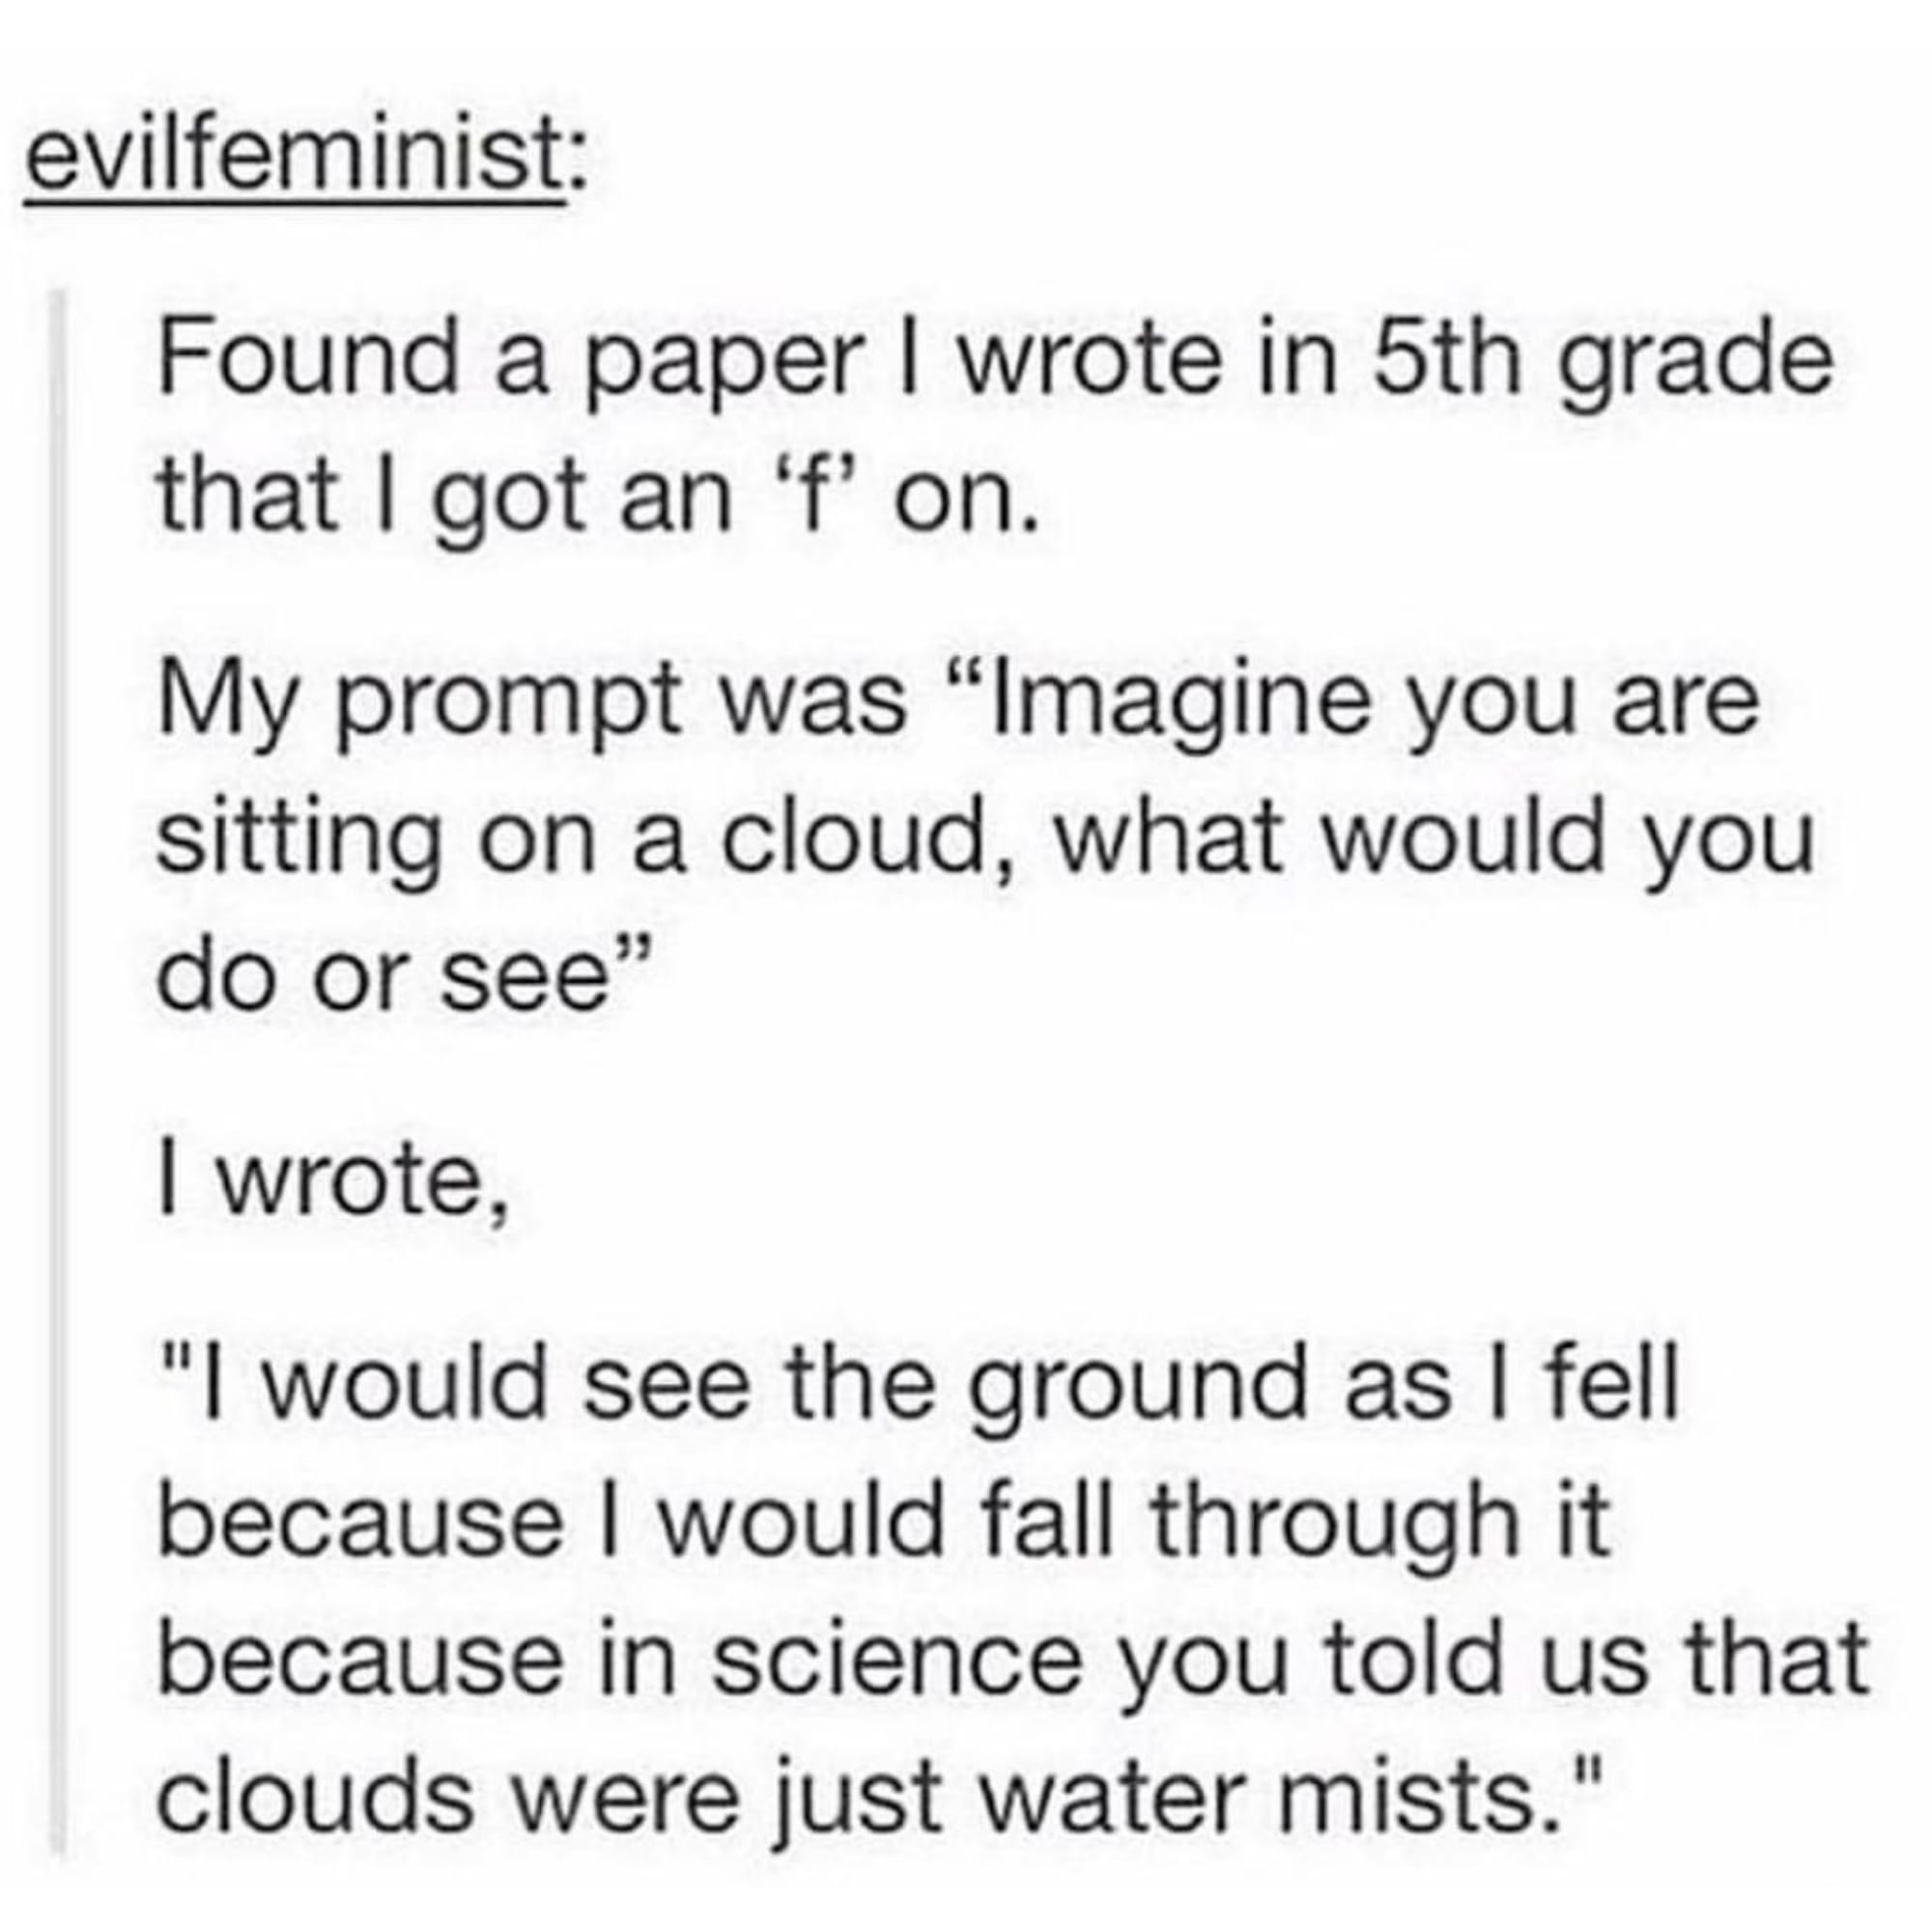 evilfeminist:
Found a paper I wrote in 5th grade
that I got an ‘f’ on.
My prompt was “Imagine you are
sitting on a cloud, what would you
do or see”
I wrote,
"I would see the ground as I fell
because I would fall through it
because in science you told us that
clouds were just water mists."